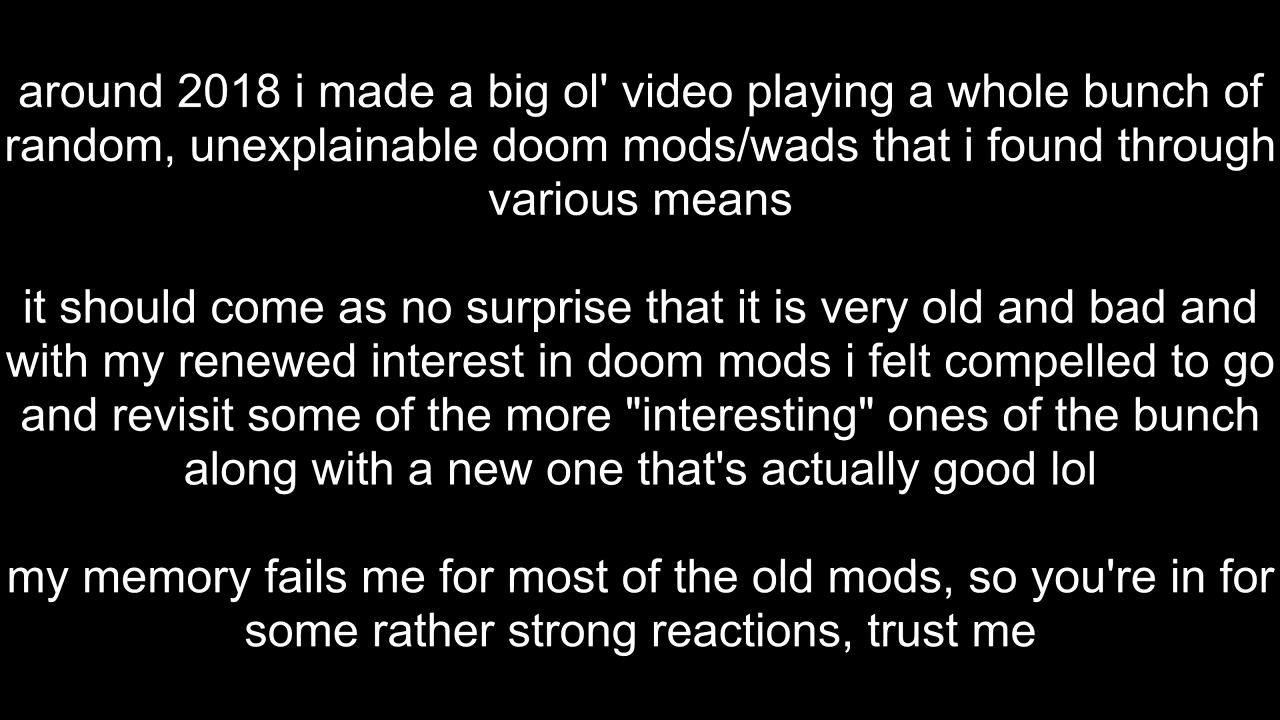 around 2018 i made a big ol' video playing a whole bunch of
random, unexplainable doom mods/wads that i found through
various means
it should come as no surprise that it is very old and bad and
with my renewed interest in doom mods i felt compelled to go
and revisit some of the more "interesting" ones of the bunch
along with a new one that's actually good lol
my memory fails me for most of the old mods, so you're in for
some rather strong reactions, trust me